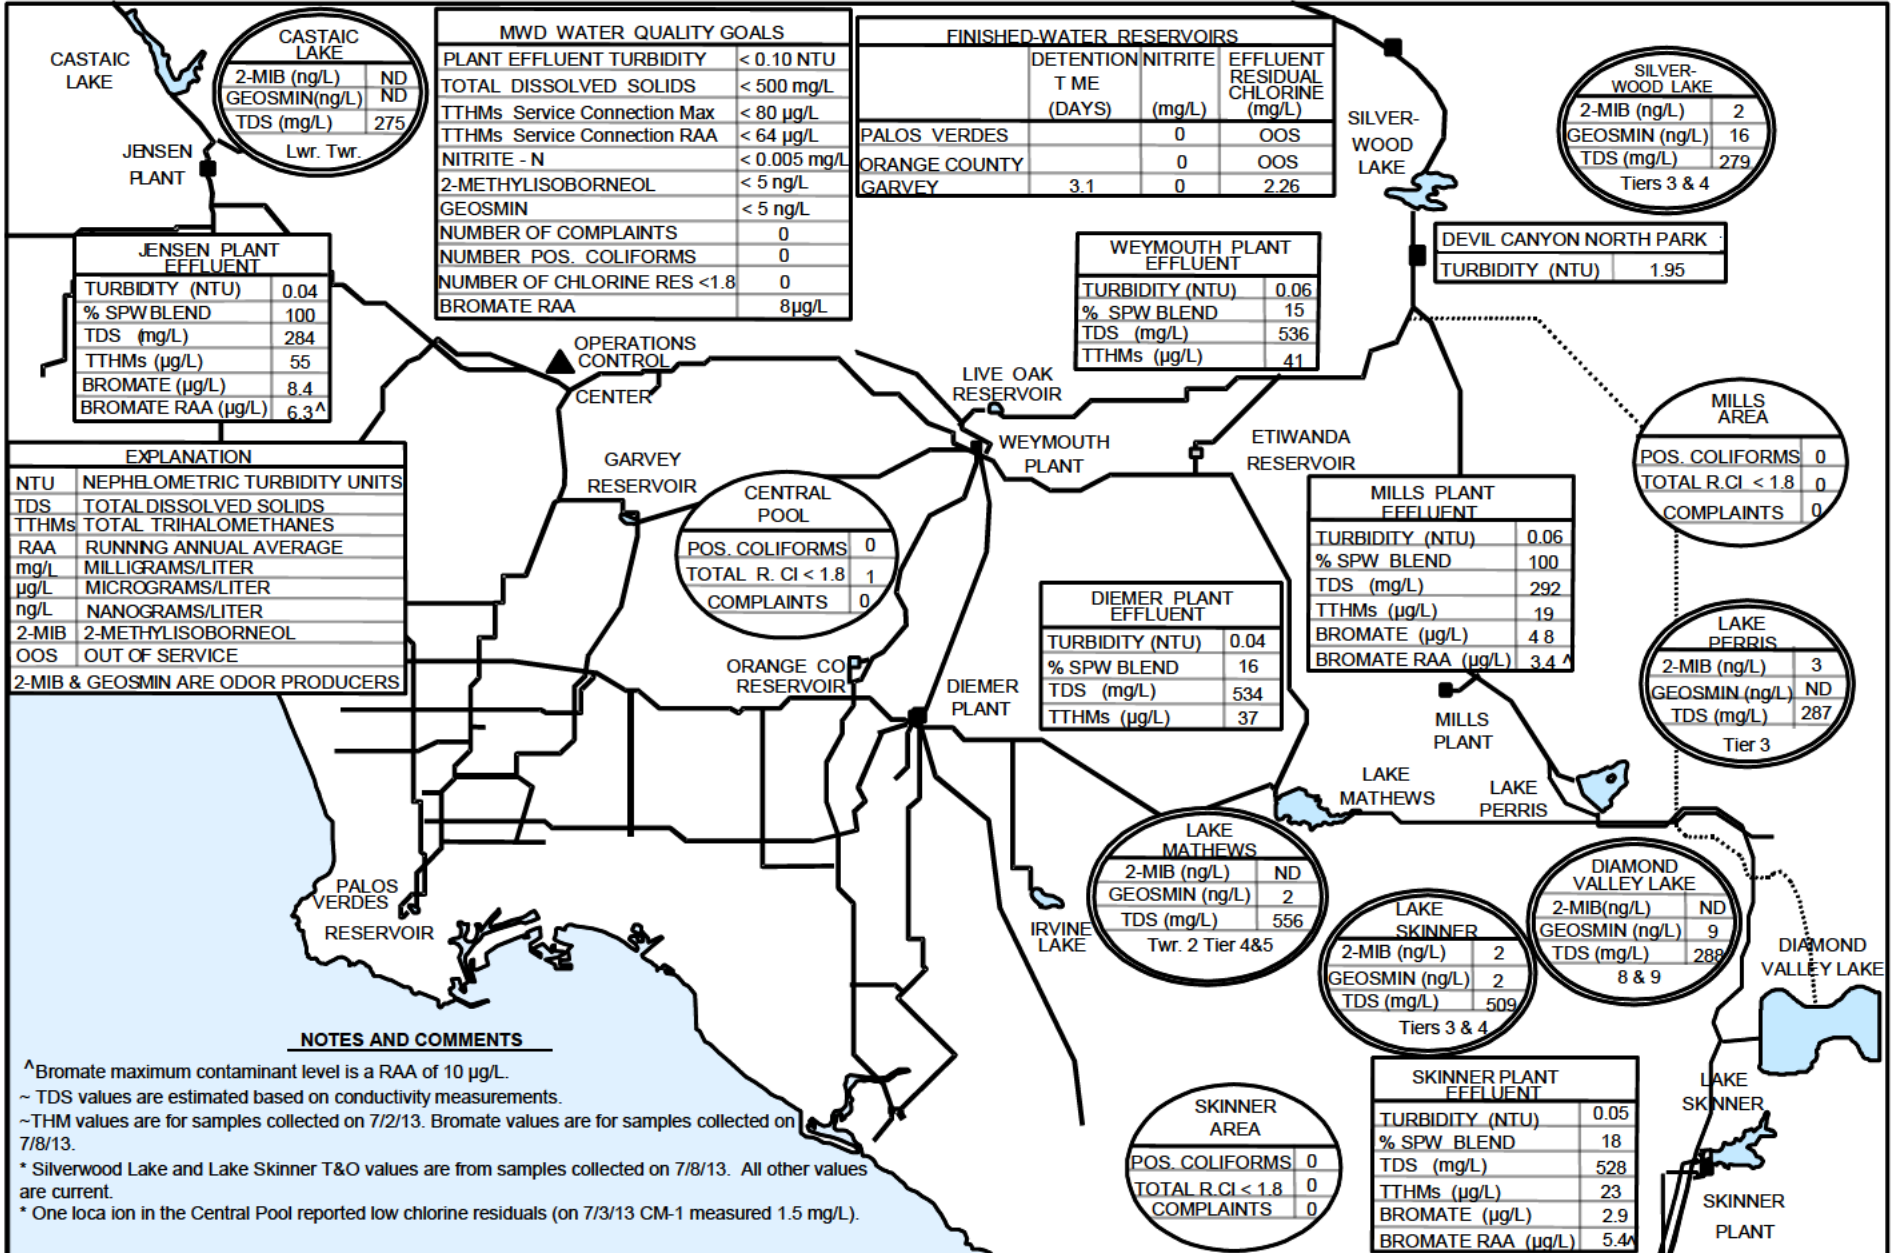 CASTAIC
LAKE
CASTAIC
LAKE
2-MIB (ng/L) ND
GEOSMIN(ng/L) ND
TDS (mg/L) 275
Lwr. Twr.
JENSEN
PLANT
MWD WATER QUALITY GOALS
PLANT EFFLUENT TURBIDITY < 0.10 NTU
TOTAL DISSOLVED SOLIDS < 500 mg/L
TTHMs Service Connection Max < 80 µg/L
TTHMs Service Connection RAA < 64 µg/L
NITRITE - N < 0.005 mg/L
2-METHYLISOBORNEOL < 5 ng/L
GEOSMIN < 5 ng/L
NUMBER OF COMPLAINTS 0
NUMBER POS. COLIFORMS 0
NUMBER OF CHLORINE RES <1.8 0
BROMATE RAA 8µg/L
FINISHED-WATER RESERVOIRS
DETENTION NITRITE EFFLUENT
T ME RESIDUAL
CHLORINE
(DAYS) (mg/L) (mg/L)
PALOS VERDES 0 OOS
ORANGE COUNTY 0 OOS
GARVEY 3.1 0 2.26
SILVER-
WOOD
LAKE
SILVER-
WOOD LAKE
2-MIB (ng/L) 2
GEOSMIN (ng/L) 16
TDS (mg/L) 279
Tiers 3 & 4
DEVIL CANYON NORTH PARK
TURBIDITY (NTU) 1.95
JENSEN PLANT
EFFLUENT
TURBIDITY (NTU) 0.04
% SPW BLEND 100
TDS (mg/L) 284
TTHMs (µg/L) 55
BROMATE (µg/L) 8.4
BROMATE RAA (µg/L) 6.3^
WEYMOUTH PLANT
EFFLUENT
TURBIDITY (NTU) 0.06
% SPW BLEND 15
TDS (mg/L) 536
TTHMs (µg/L) 41
OPERATIONS
CONTROL
CENTER
LIVE OAK
RESERVOIR
WEYMOUTH
PLANT
ETIWANDA
RESERVOIR
GARVEY
RESERVOIR
MILLS
AREA
POS. COLIFORMS 0
TOTAL R.Cl < 1.8 0
COMPLAINTS 0
EXPLANATION
NTU NEPHELOMETRIC TURBIDITY UNITS
TDS TOTAL DISSOLVED SOLIDS
TTHMs TOTAL TRIHALOMETHANES
RAA RUNNING ANNUAL AVERAGE
mg/L MILLIGRAMS/LITER
µg/L MICROGRAMS/LITER
ng/L NANOGRAMS/LITER
2-MIB 2-METHYLISOBORNEOL
OOS OUT OF SERVICE
2-MIB & GEOSMIN ARE ODOR PRODUCERS
CENTRAL
POOL
POS. COLIFORMS 0
TOTAL R. Cl < 1.8 1
COMPLAINTS 0
MILLS PLANT
EFFLUENT
TURBIDITY (NTU) 0.06
% SPW BLEND 100
TDS (mg/L) 292
TTHMs (µg/L) 19
BROMATE (µg/L) 4 8
BROMATE RAA (µg/L) 3.4 ^
DIEMER PLANT
EFFLUENT
TURBIDITY (NTU) 0.04
% SPW BLEND 16
TDS (mg/L) 534
TTHMs (µg/L) 37
LAKE
PERRIS
2-MIB (ng/L) 3
GEOSMIN (ng/L) ND
TDS (mg/L) 287
Tier 3
ORANGE CO
RESERVOIR
DIEMER
PLANT
MILLS
PLANT
LAKE
MATHEWS
LAKE
PERRIS
LAKE
MATHEWS
2-MIB (ng/L) ND
GEOSMIN (ng/L) 2
TDS (mg/L) 556
Twr. 2 Tier 4&5
DIAMOND
VALLEY LAKE
2-MIB(ng/L) ND
GEOSMIN (ng/L) 9
TDS (mg/L) 288
8 & 9
PALOS
VERDES
RESERVOIR
IRVINE
LAKE
LAKE
SKINNER
2-MIB (ng/L) 2
GEOSMIN (ng/L) 2
TDS (mg/L) 509
Tiers 3 & 4
DIAMOND
VALLEY LAKE
NOTES AND COMMENTS
^Bromate maximum contaminant level is a RAA of 10 µg/L.
~ TDS values are estimated based on conductivity measurements.
~THM values are for samples collected on 7/2/13. Bromate values are for samples collected on
7/8/13.
* Silverwood Lake and Lake Skinner T&O values are from samples collected on 7/8/13. All other values
are current.
* One loca ion in the Central Pool reported low chlorine residuals (on 7/3/13 CM-1 measured 1.5 mg/L).
SKINNER
AREA
POS. COLIFORMS 0
TOTAL R.Cl < 1.8 0
COMPLAINTS 0
SKINNER PLANT
EFFLUENT
TURBIDITY (NTU) 0.05
% SPW BLEND 18
TDS (mg/L) 528
TTHMs (µg/L) 23
BROMATE (µg/L) 2.9
BROMATE RAA (µg/L) 5.4^
LAKE
SKINNER
SKINNER
PLANT